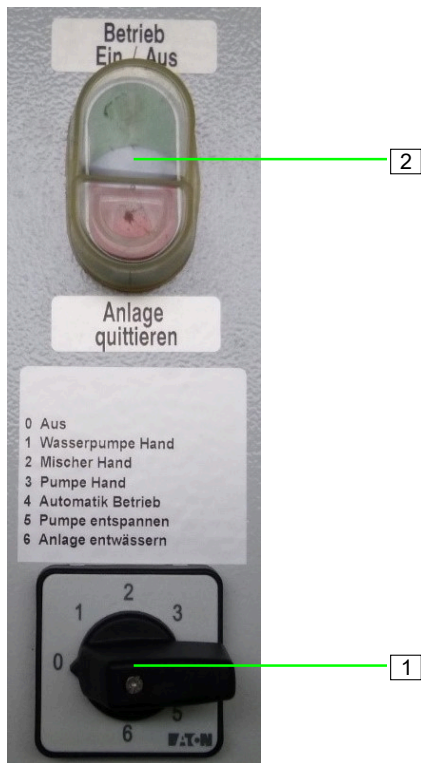 Betrieb
Ein / Aus
2
Anlage
quittieren
0 Aus
1 Wasserpumpe Hand
2 Mischer Hand
3 Pumpe Hand
4 Automatik Betrieb
5 Pumpe entspannen
6 Anlage entwässern
2
1 3
0
1
5
6
EATON